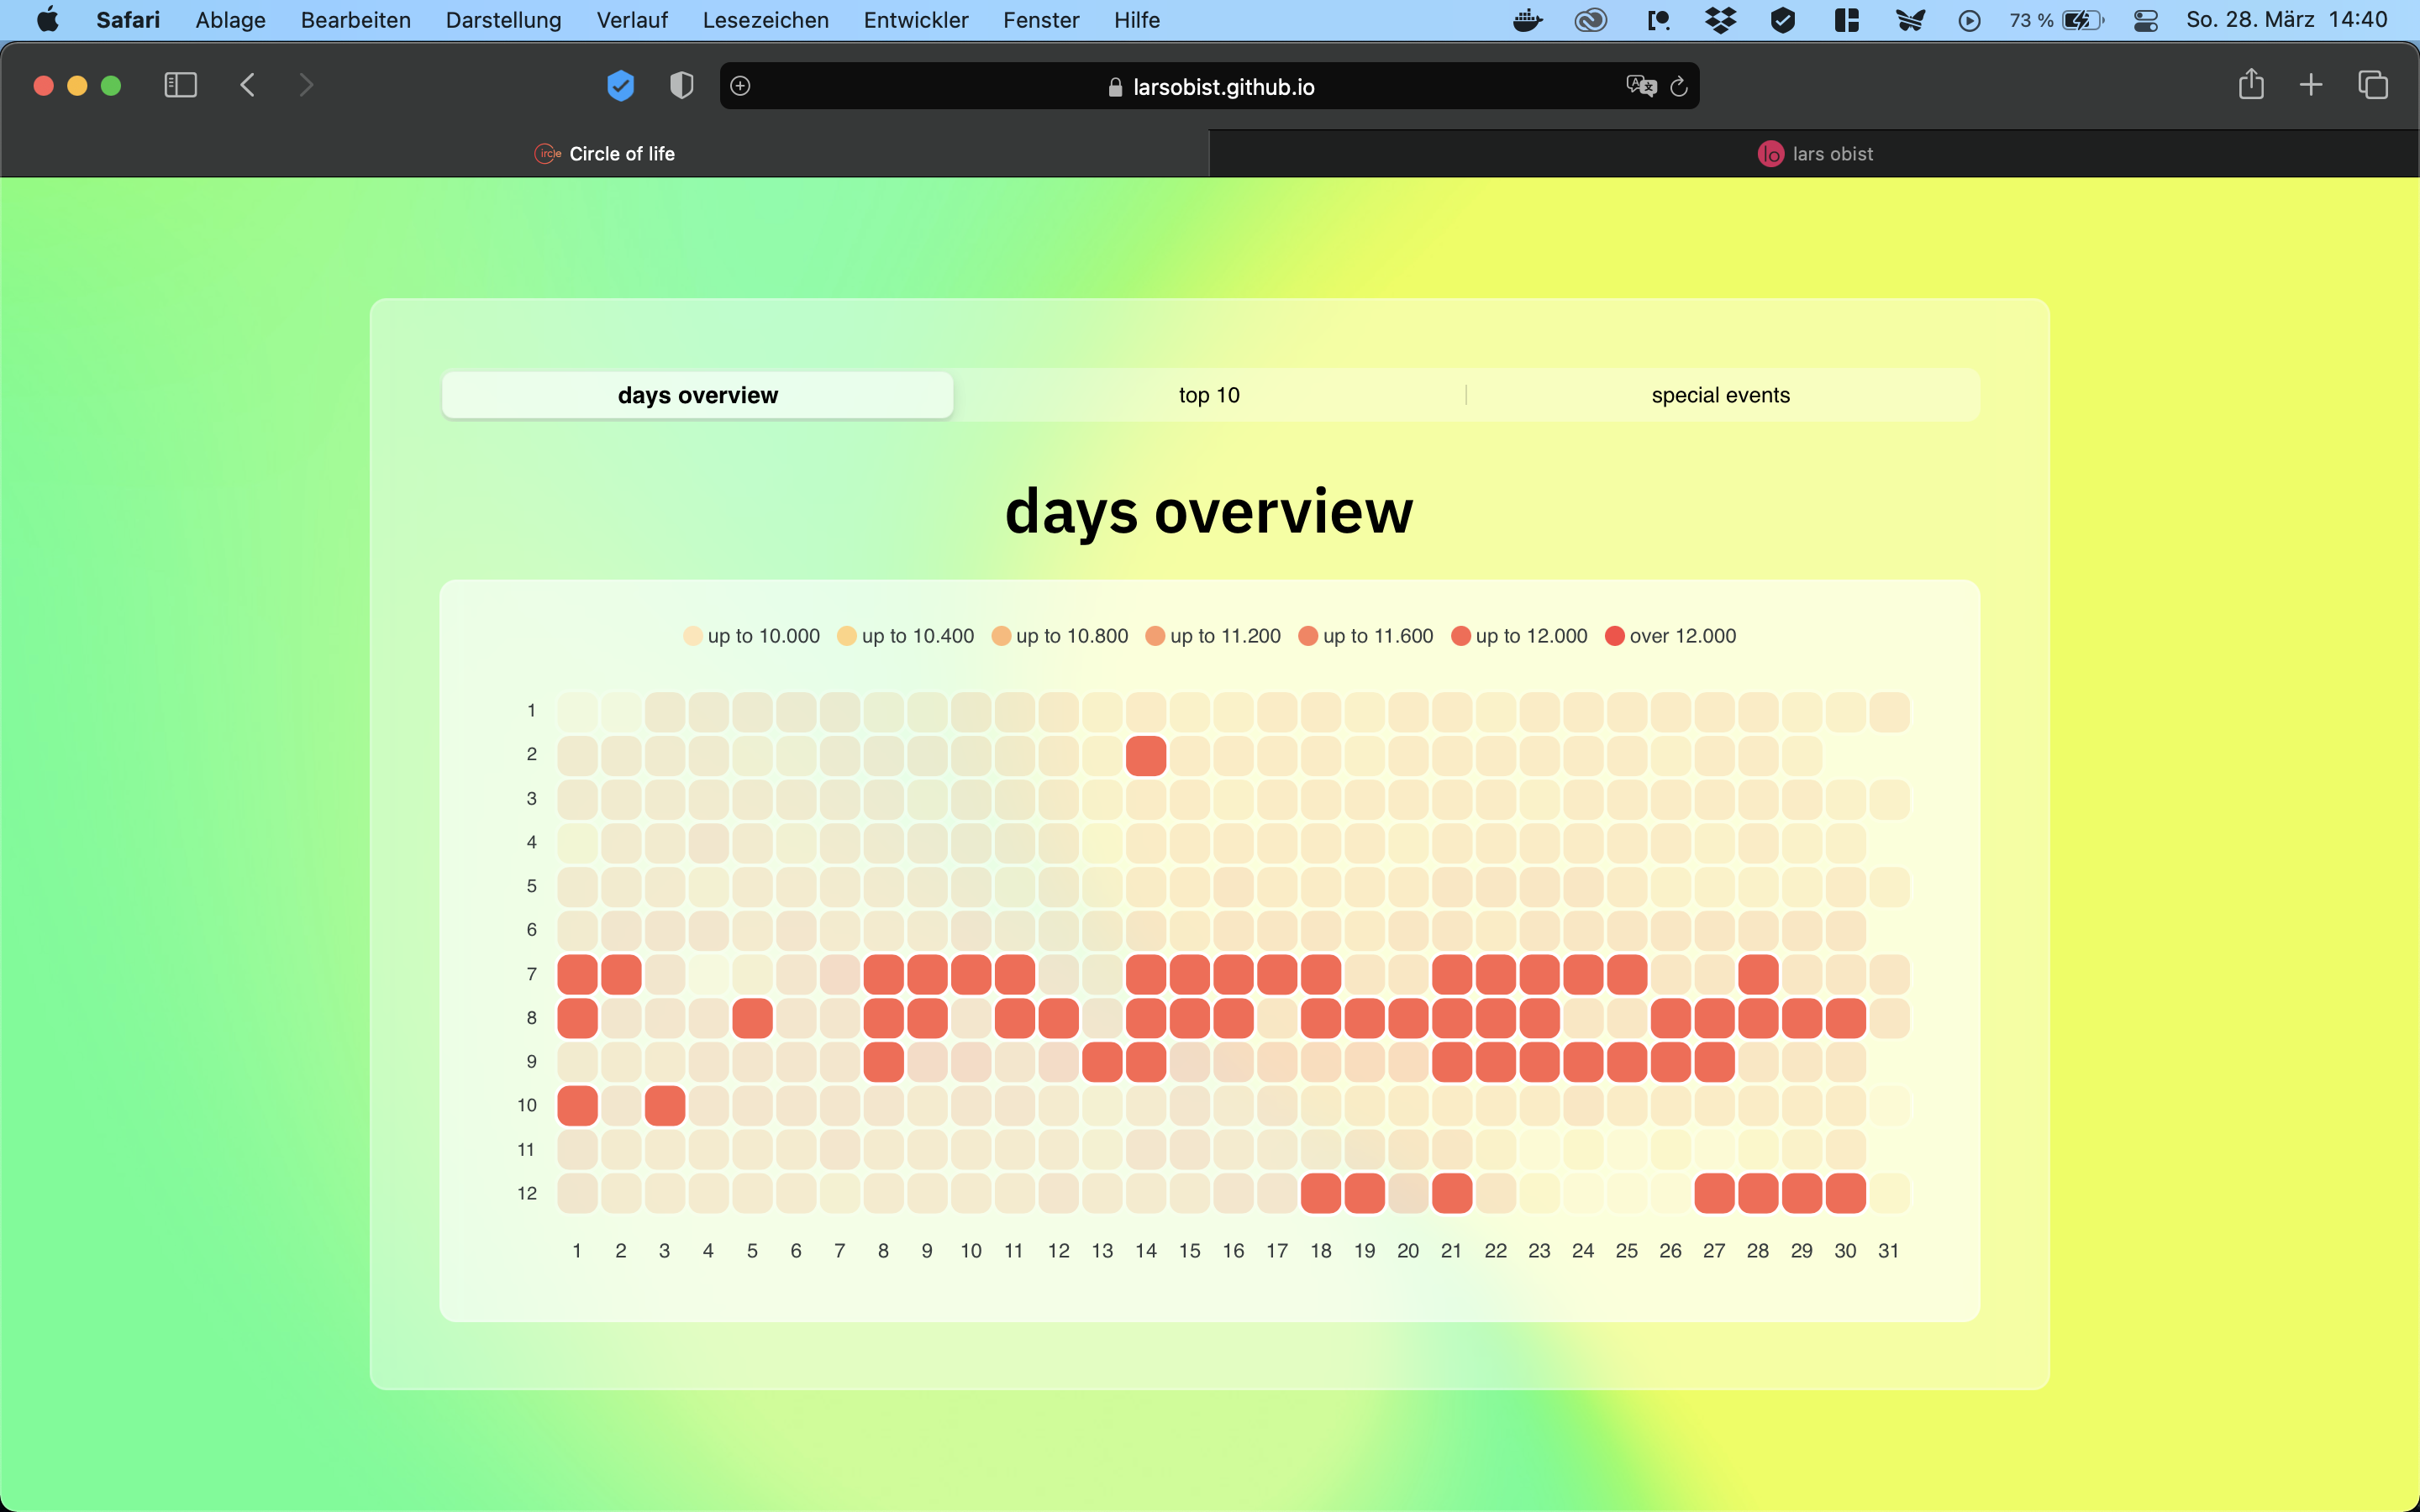 Safari Ablage Bearbeiten Darstellung Verlauf Lesezeichen Entwickler Fenster Hilfe 73 % So. 28. März 14:40
larsobist.github.io
ircle Circle of life lo lars obist
days overview top 10 special events
days overview
up to 10.000 up to 10.400 up to 10.800 up to 11.200 up to 11.600 up to 12.000 over 12.000
1
2
3
4
5
6
7
8
9
10
11
12
1 2 3 4 5 6 7 8 9 10 11 12 13 14 15 16 17 18 19 20 21 22 23 24 25 26 27 28 29 30 31